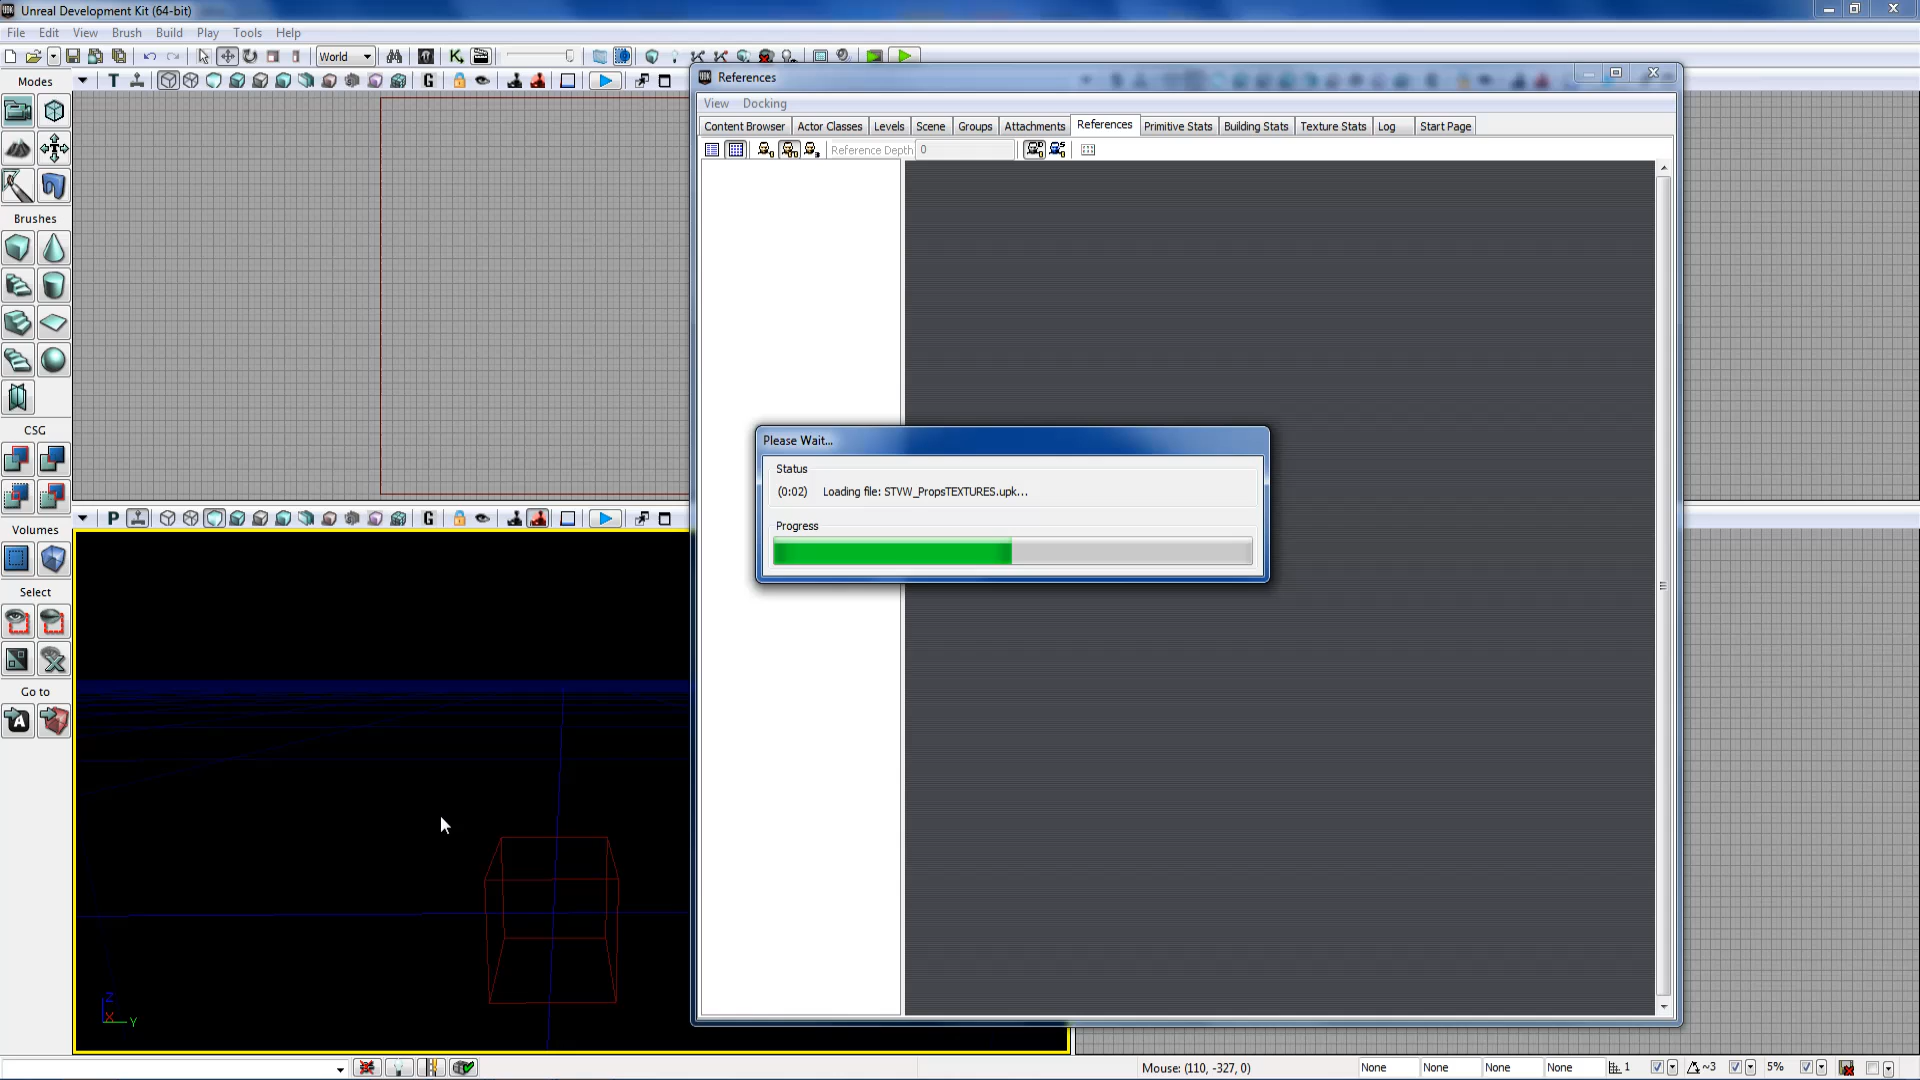 Unreal Development Kit (64-bit)
File Edit View Brush Build Play Tools Help
World
Modes
References
View Docking
Content Browser Actor Classes Levels Scene Groups Attachments References Primitive Stats Building Stats Texture Stats Log Start Page
Reference Depth 0
T G
Brushes
CSG
Volumes
Select
Go to
P G
Please Wait...
Status
(0:02) Loading file: STVW_PropsTEXTURES.upk...
Progress
Z
X Y
Mouse: (110, -327, 0) None None None None 1 ~3 5%